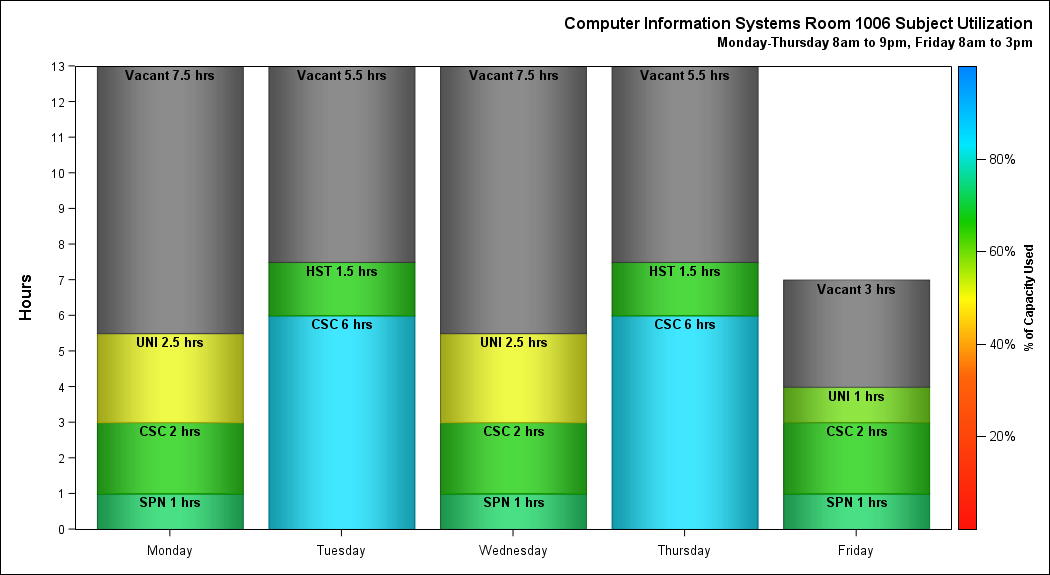 Computer Information Systems Room 1006 Subject Utilization
Monday-Thursday 8am to 9pm, Friday 8am to 3pm
Hours
13
12
11
10
9
8
7
6
5
4
3
2
1
0
Vacant 7.5 hrs
UNI 2.5 hrs
CSC 2 hrs
SPN 1 hrs
Vacant 5.5 hrs
HST 1.5 hrs
CSC 6 hrs
Vacant 7.5 hrs
UNI 2.5 hrs
CSC 2 hrs
SPN 1 hrs
Vacant 5.5 hrs
HST 1.5 hrs
CSC 6 hrs
Vacant 3 hrs
UNI 1 hrs
CSC 2 hrs
SPN 1 hrs
Monday
Tuesday
Wednesday
Thursday
Friday
80%
60%
40%
20%
% of Capacity Used